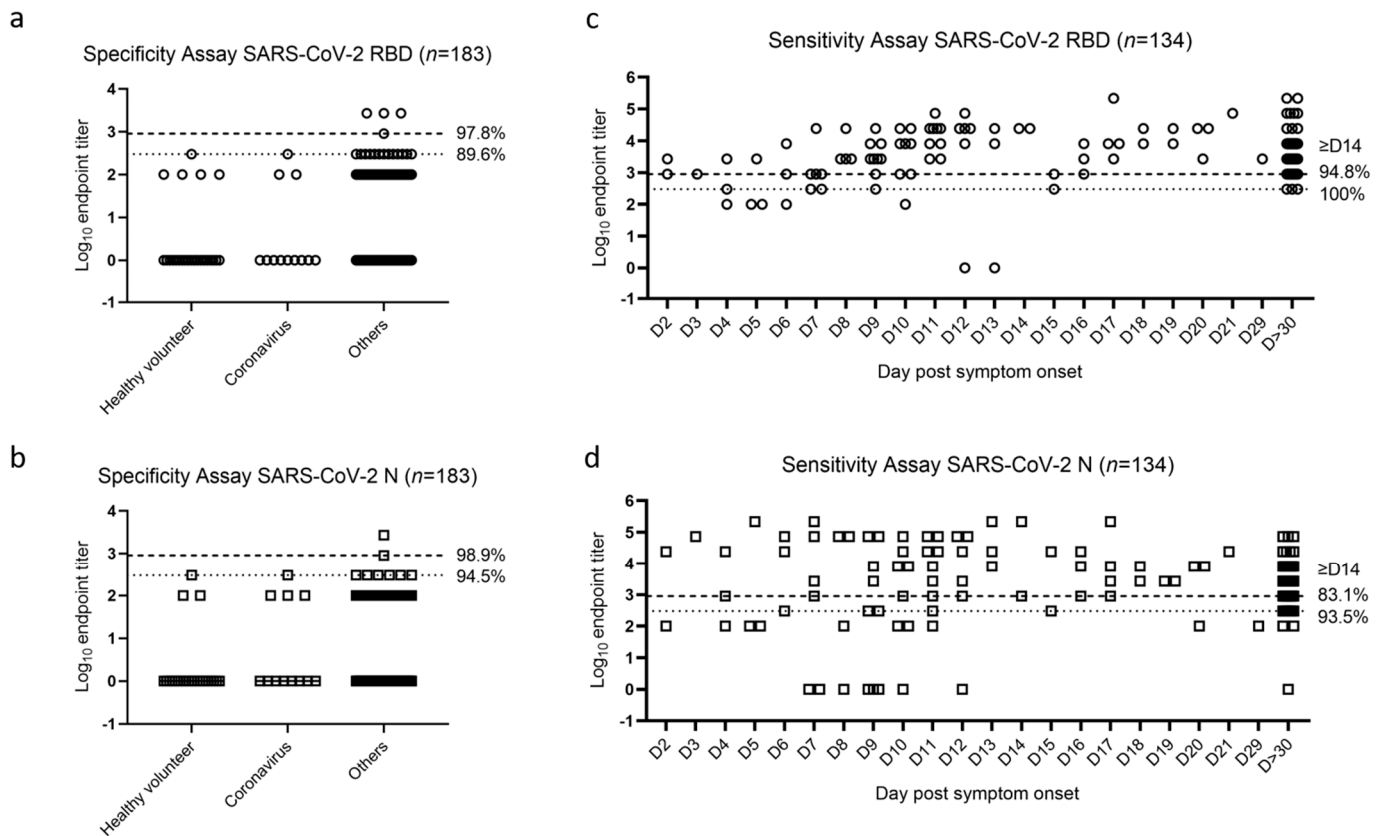 a
Specificity Assay SARS-CoV-2 RBD (n=183)
Log10 endpoint titer
4
3
2
1
0
-1
97.8%
89.6%
Healthy volunteer
Coronavirus
Others
b
Specificity Assay SARS-CoV-2 N (n=183)
Log10 endpoint titer
4
3
2
1
0
-1
98.9%
94.5%
Healthy volunteer
Coronavirus
Others
c
Sensitivity Assay SARS-CoV-2 RBD (n=134)
Log10 endpoint titer
6
5
4
3
2
1
0
-1
≥D14
94.8%
100%
D2
D3
D4
D5
D6
D7
D8
D9
D10
D11
D12
D13
D14
D15
D16
D17
D18
D19
D20
D21
D29
D>30
Day post symptom onset
d
Sensitivity Assay SARS-CoV-2 N (n=134)
Log10 endpoint titer
6
5
4
3
2
1
0
-1
≥D14
83.1%
93.5%
D2
D3
D4
D5
D6
D7
D8
D9
D10
D11
D12
D13
D14
D15
D16
D17
D18
D19
D20
D21
D29
D>30
Day post symptom onset